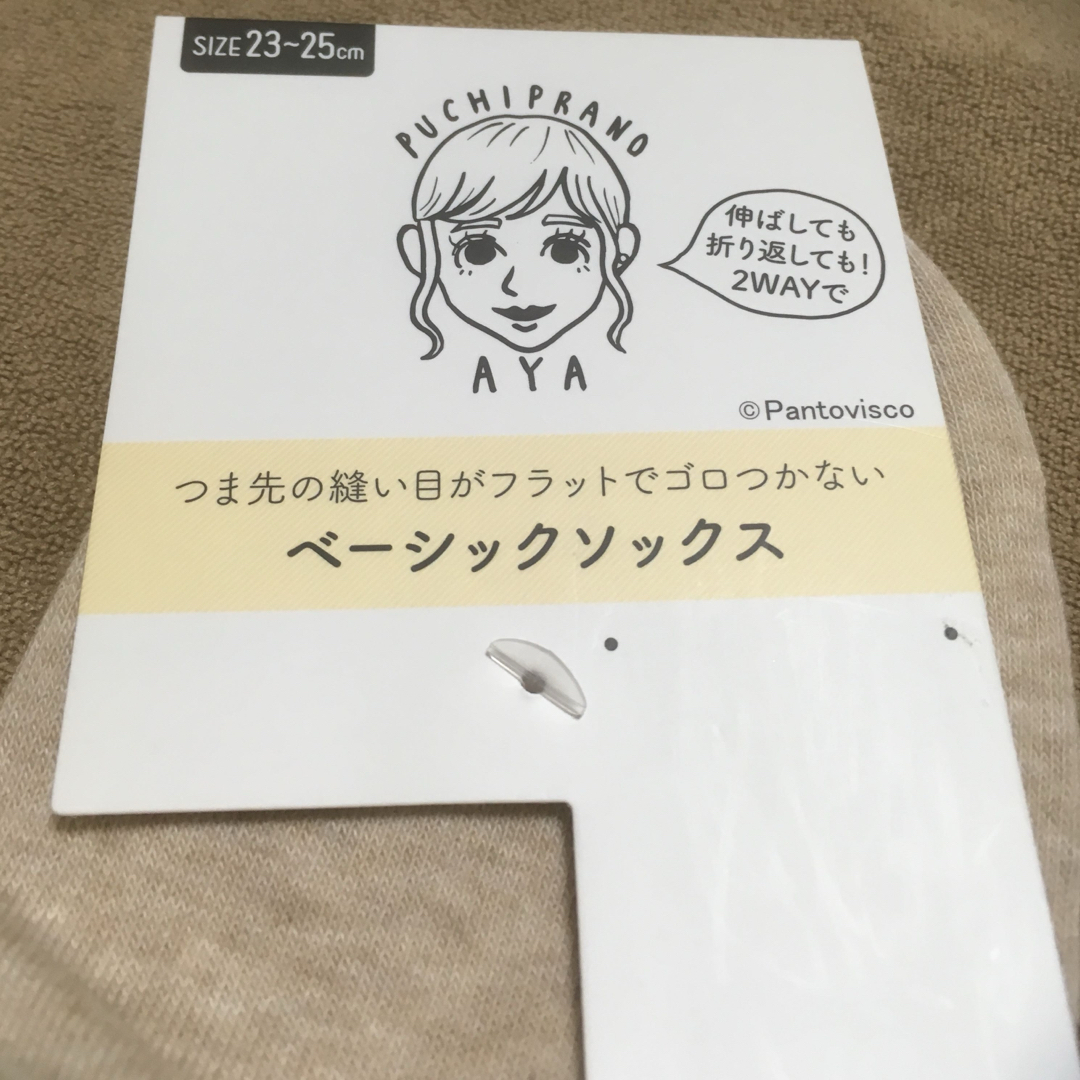 SIZE 23~25cm
PUCHIPRANO
伸ばしても
折り返しても!
2WAYで
AYA
©Pantovisco
つま先の縫い目がフラットでゴロつかない
ベーシックソックス